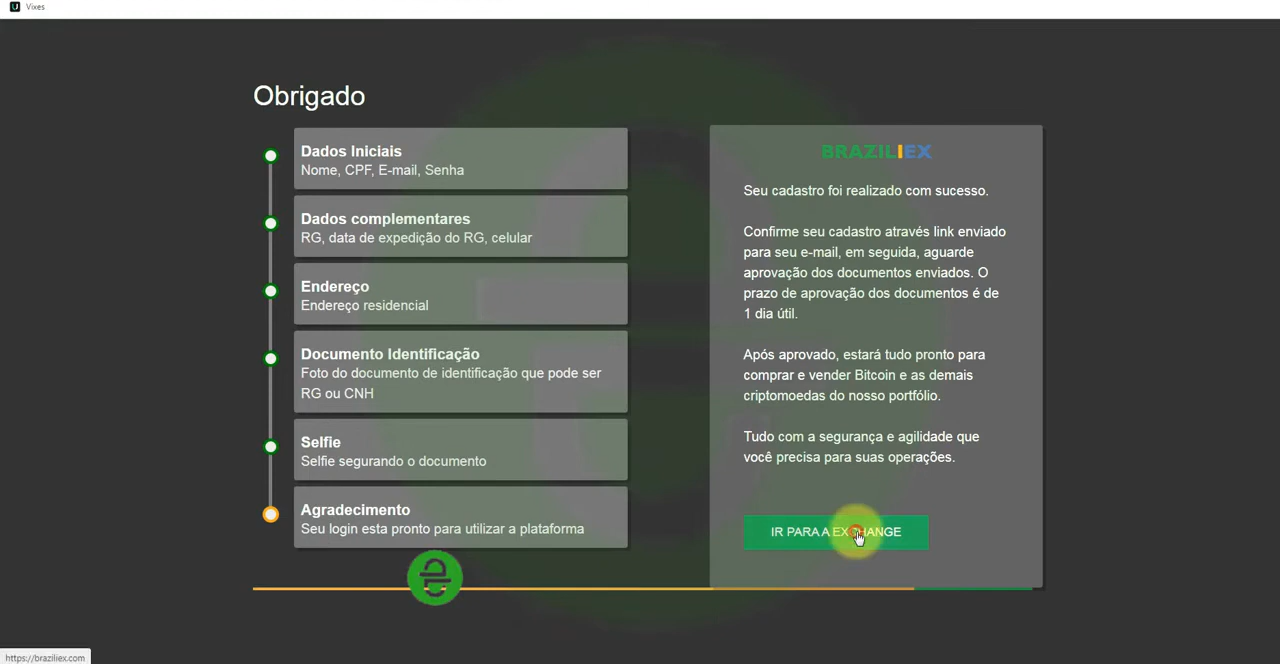 Vixes
Obrigado
Dados Iniciais
Nome, CPF, E-mail, Senha
Dados complementares
RG, data de expedição do RG, celular
Endereço
Endereço residencial
Documento Identificação
Foto do documento de identificação que pode ser
RG ou CNH
Selfie
Selfie segurando o documento
Agradecimento
Seu login esta pronto para utilizar a plataforma
BRAZILIEX
Seu cadastro foi realizado com sucesso.
Confirme seu cadastro através link enviado
para seu e-mail, em seguida, aguarde
aprovação dos documentos enviados. O
prazo de aprovação dos documentos é de
1 dia útil.
Após aprovado, estará tudo pronto para
comprar e vender Bitcoin e as demais
criptomoedas do nosso portfólio.
Tudo com a segurança e agilidade que
você precisa para suas operações.
IR PARA A EXCHANGE
https://braziliex.com